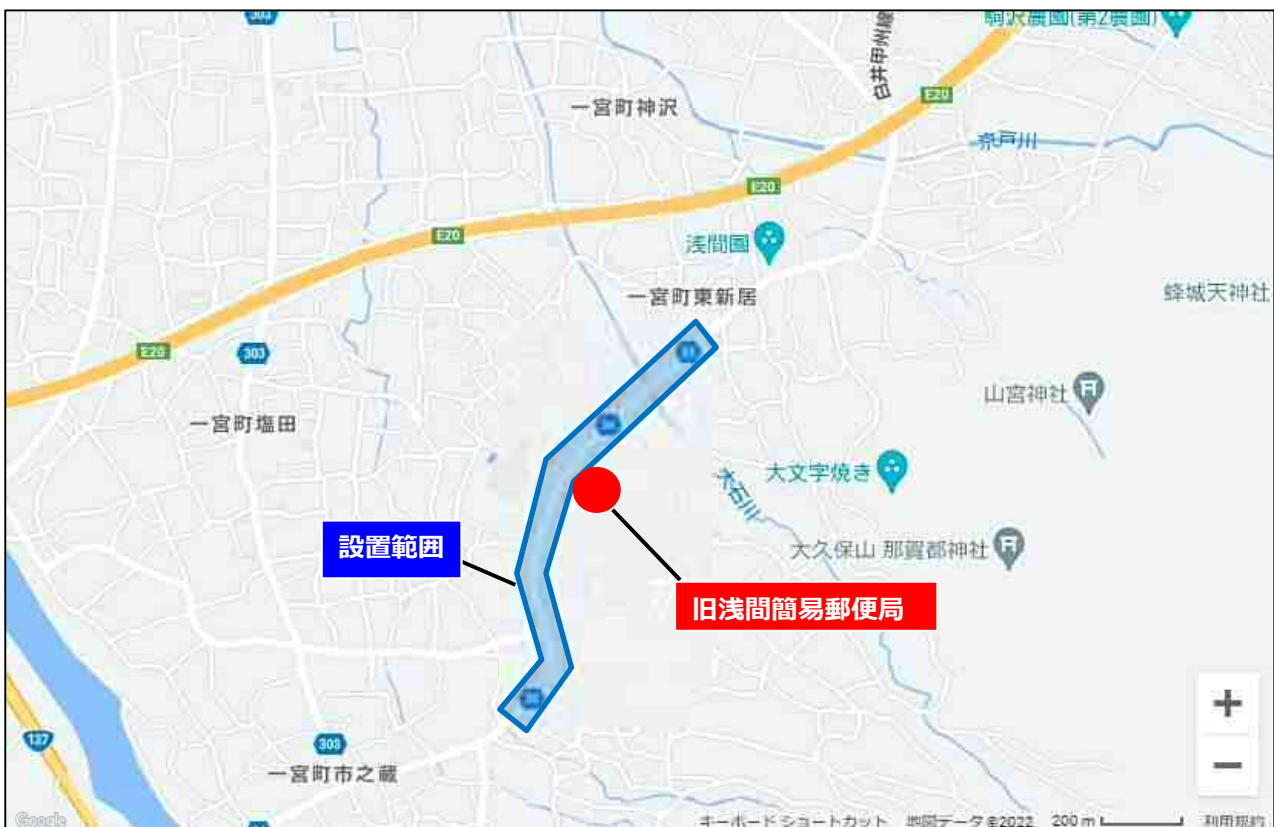 303
駒沢農園(第2農園)
白井甲州線
一宮町神沢
E20
京戸川
E20
浅間園
E20
一宮町東新居
蜂城天神社
E20
303
山宮神社
一宮町塩田
大文字焼き
大石川
設置範囲
大久保山 那賀都神社
旧浅間簡易郵便局
+
137
303
−
一宮町市之蔵
Google
キーボード ショートカット 地図データ ©2022 200 m 利用規約